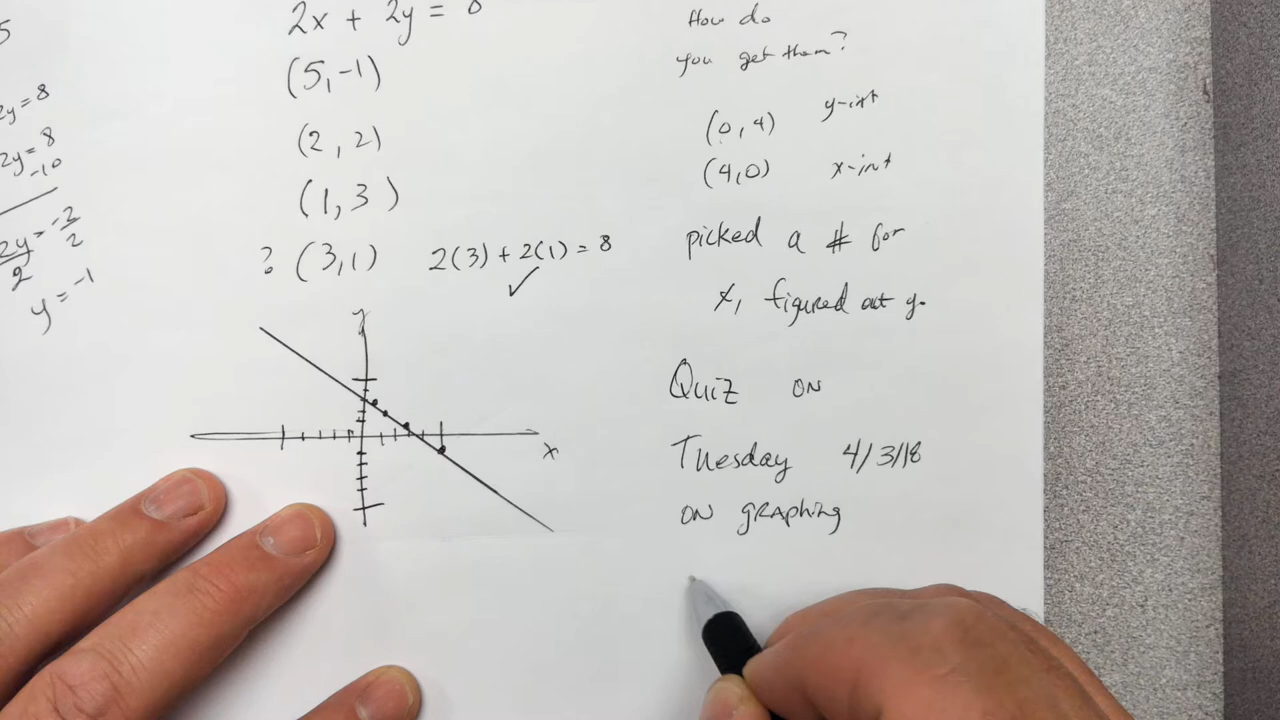 5
2y = 8
2y = 8
-10
2y = -2
2 2
y = -1
2x + 2y = 8
(5, -1)
(2, 2)
(1, 3)
? (3, 1) 2(3) + 2(1) = 8
✓
y
x
How do
you get them?
(0, 4) y-int
(4, 0) x-int
picked a # for
x, figured out y.
Quiz on
Tuesday 4/3/18
on graphing